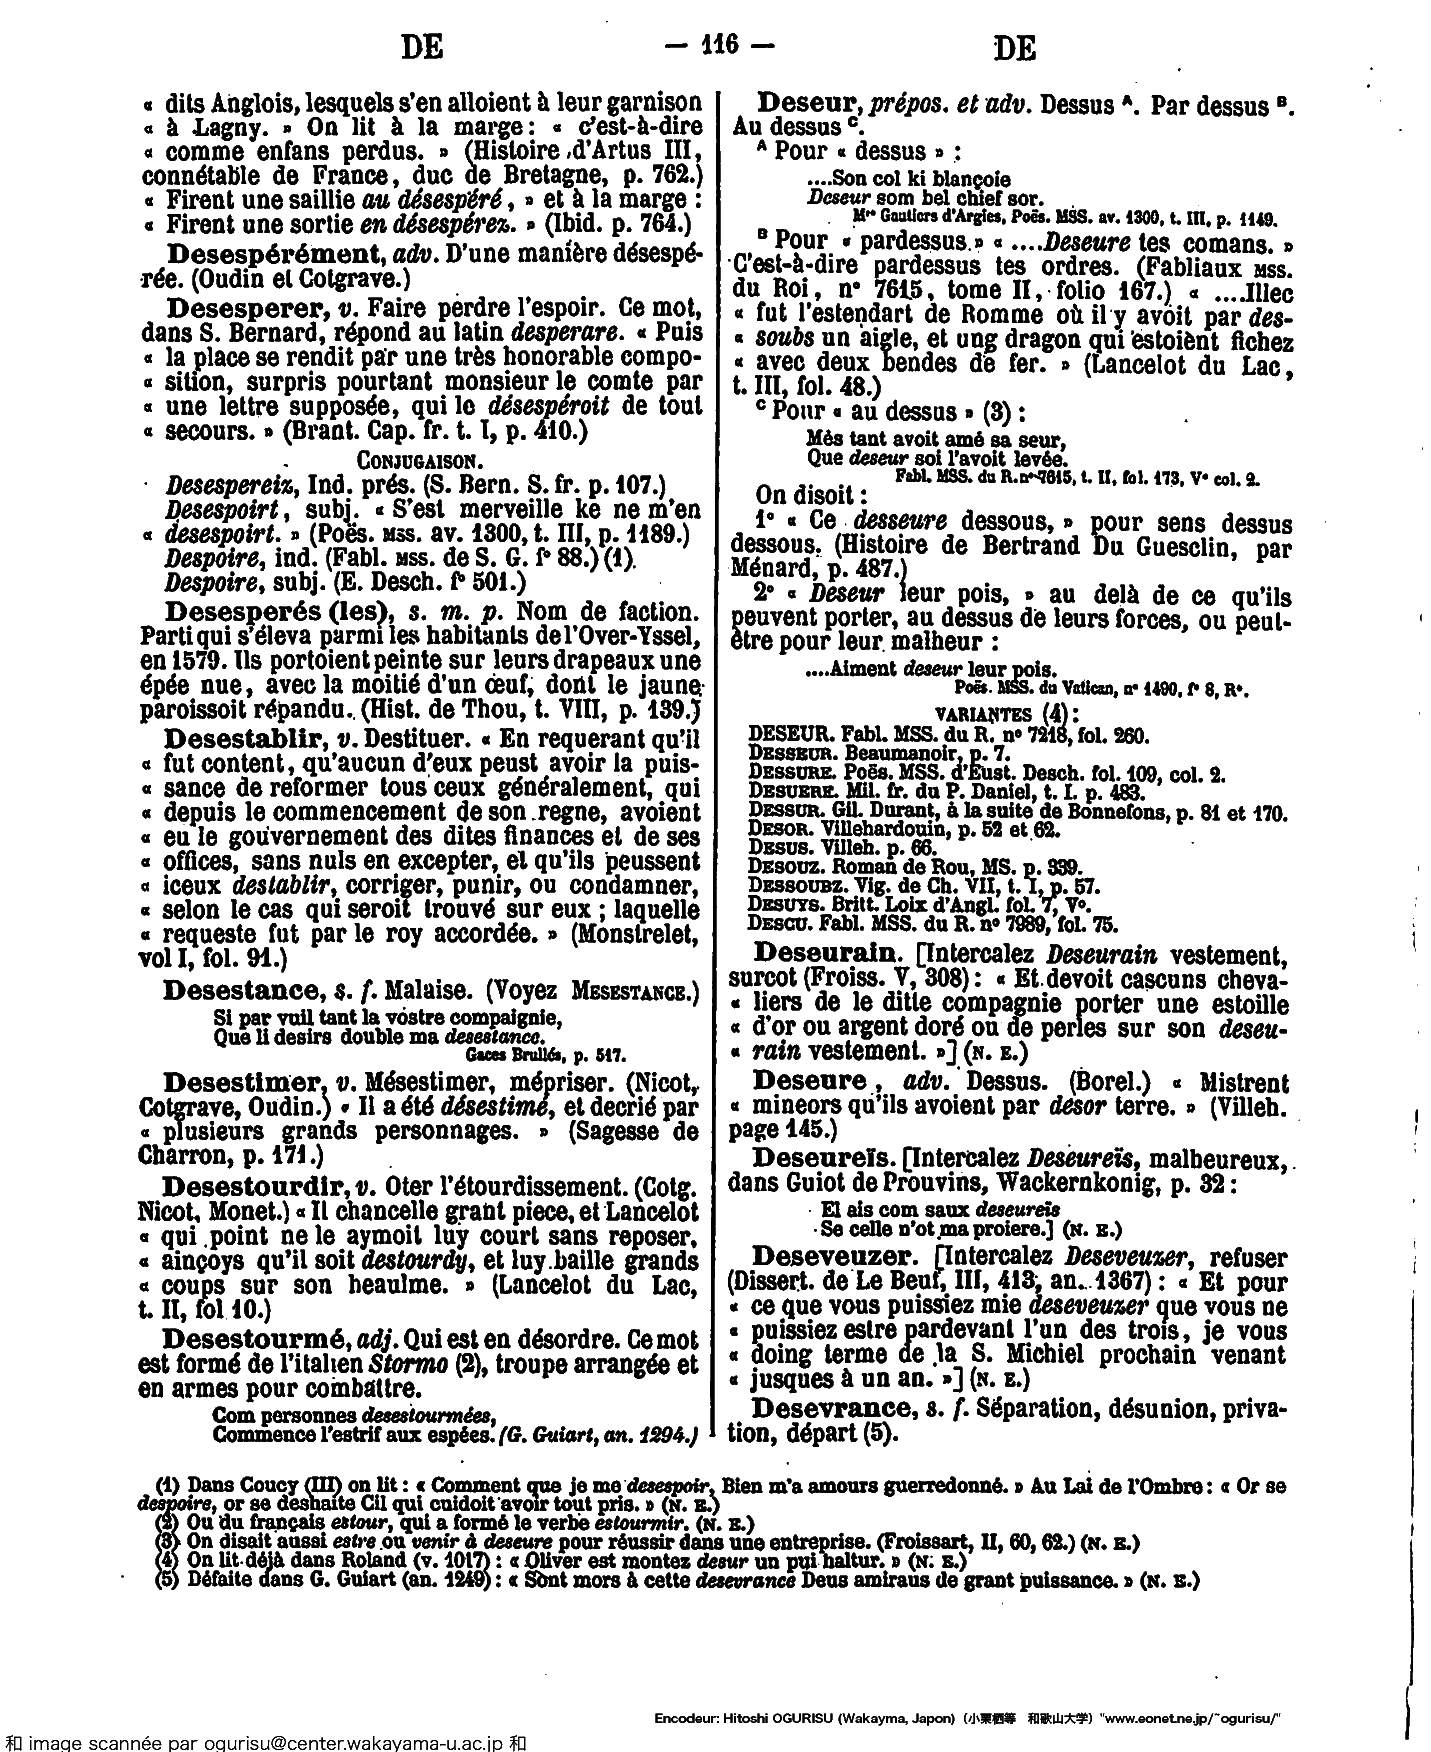 DE — 116 — DE
« dits Anglois, lesquels s'en alloient à leur garnison
« à Lagny. » On lit à la marge : « c'est-à-dire
« comme enfans perdus. » (Histoire d'Artus III,
connétable de France, duc de Bretagne, p. 762.)
« Firent une saillie au désespéré, » et à la marge :
« Firent une sortie en désespérez. » (Ibid. p. 764.)
Desespérément, adv. D'une manière désespé-
rée. (Oudin et Cotgrave.)
Desesperer, v. Faire perdre l'espoir. Ce mot,
dans S. Bernard, répond au latin desperare. « Puis
« la place se rendit par une très honorable compo-
« sition, surpris pourtant monsieur le comte par
« une lettre supposée, qui le désespéroit de tout
« secours. » (Brant. Cap. fr. t. I, p. 410.)
CONJUGAISON.
Desespereiz, Ind. prés. (S. Bern. S. fr. p. 107.)
Desespoirt, subj. « S'est merveille ke ne m'en
« desespoirt. » (Poës. MSS. av. 1300, t. III, p. 1189.)
Despoire, ind. (Fabl. MSS. de S. G. f° 88.) (1).
Despoire, subj. (E. Desch. f° 501.)
Desesperés (les), s. m. p. Nom de faction.
Parti qui s'éleva parmi les habitants de l'Over-Yssel,
en 1579. Ils portoient peinte sur leurs drapeaux une
épée nue, avec la moitié d'un œuf, dont le jaune
paroissoit répandu. (Hist. de Thou, t. VIII, p. 139.)
Desestablir, v. Destituer. « En requerant qu'il
« fut content, qu'aucun d'eux peust avoir la puis-
« sance de reformer tous ceux généralement, qui
« depuis le commencement de son regne, avoient
« eu le gouvernement des dites finances et de ses
« offices, sans nuls en excepter, et qu'ils peussent
« iceux destablir, corriger, punir, ou condamner,
« selon le cas qui seroit trouvé sur eux ; laquelle
« requeste fut par le roy accordée. » (Monstrelet,
vol I, fol. 91.)
Desestance, s. f. Malaise. (Voyez MESESTANCE.)
Si par vuil tant la vostre compaignie,
Que li desirs double ma desestance.
Gaces Brullés, p. 517.
Desestimer, v. Mésestimer, mépriser. (Nicot,
Cotgrave, Oudin.) « Il a été désestimé, et decrié par
« plusieurs grands personnages. » (Sagesse de
Charron, p. 171.)
Desestourdir, v. Oter l'étourdissement. (Cotg.
Nicot, Monet.) « Il chancelle grant piece, et Lancelot
« qui point ne le aymoit luy court sans reposer,
« ainçoys qu'il soit destourdy, et luy baille grands
« coups sur son heaulme. » (Lancelot du Lac,
t. II, fol 10.)
Desestourmé, adj. Qui est en désordre. Ce mot
est formé de l'italien Stormo (2), troupe arrangée et
en armes pour combattre.
Com personnes desestourmées,
Commence l'estrif aux espées. (G. Guiart, an. 1294.)
Deseur, prépos. et adv. Dessus A. Par dessus B.
Au dessus C.
A Pour « dessus » :
....Son col ki blançoie
Deseur som bel chief sor.
Mre Gautiers d'Argies, Poës. MSS. av. 1300, t. III, p. 1149.
B Pour « pardessus » « ....Deseure tes comans. »
C'est-à-dire pardessus tes ordres. (Fabliaux MSS.
du Roi, n° 7615, tome II, folio 167.) « ....Illec
« fut l'estendart de Romme où il y avoit par des-
« soubs un aigle, et ung dragon qui estoient fichez
« avec deux bendes de fer. » (Lancelot du Lac,
t. III, fol. 48.)
C Pour « au dessus » (3) :
Mès tant avoit amé sa seur,
Que deseur soi l'avoit levée.
Fabl. MSS. du R. n° 7615, t. II, fol. 173, V° col. 2.
On disoit :
1° « Ce desseure dessous, » pour sens dessus
dessous. (Histoire de Bertrand Du Guesclin, par
Ménard, p. 487.)
2° « Deseur leur pois, » au delà de ce qu'ils
peuvent porter, au dessus de leurs forces, ou peut-
être pour leur malheur :
....Aiment deseur leur pois.
Poës. MSS. du Vatican, n° 1490, f° 8, R°.
VARIANTES (4) :
DESEUR. Fabl. MSS. du R. n° 7218, fol. 260.
DESSEUR. Beaumanoir, p. 7.
DESSURE. Poës. MSS. d'Eust. Desch. fol. 109, col. 2.
DESUERE. Mil. fr. du P. Daniel, t. I. p. 483.
DESSUR. Gil. Durant, à la suite de Bonnefons, p. 81 et 170.
DESOR. Villehardouin, p. 52 et 62.
DESUS. Villeh. p. 66.
DESOUZ. Roman de Rou, MS. p. 339.
DESSOUBZ. Vig. de Ch. VII, t. I, p. 57.
DESUYS. Britt. Loix d'Angl. fol. 7, V°.
DESCU. Fabl. MSS. du R. n° 7989, fol. 75.
Deseurain. [Intercalez Deseurain vestement,
surcot (Froiss. V, 308) : « Et devoit cascuns cheva-
« liers de le ditte compagnie porter une estoille
« d'or ou argent doré ou de perles sur son deseu-
« rain vestement. »] (N. E.)
Deseure, adv. Dessus. (Borel.) « Mistrent
« mineors qu'ils avoient par désor terre. » (Villeh.
page 145.)
Deseureïs. [Intercalez Deseureïs, malheureux,
dans Guiot de Prouvins, Wackernkonig, p. 32 :
El ais com saux deseureïs
Se celle n'ot ma proiere.] (N. E.)
Deseveuzer. [Intercalez Deseveuzer, refuser
(Dissert. de Le Beuf, III, 413, an. 1367) : « Et pour
« ce que vous puissiez mie deseveuzer que vous ne
« puissiez estre pardevant l'un des trois, je vous
« doing terme de la S. Michiel prochain venant
« jusques à un an. »] (N. E.)
Desevrance, s. f. Séparation, désunion, priva-
tion, départ (5).
(1) Dans Coucy (III) on lit : « Comment que je me desespoir, Bien m'a amours guerredonné. » Au Lai de l'Ombre : « Or se
despoire, or se deshaite Cil qui cuidoit avoir tout pris. » (N. E.)
(2) Ou du français estour, qui a formé le verbe estourmir. (N. E.)
(3) On disait aussi estre ou venir à deseure pour réussir dans une entreprise. (Froissart, II, 60, 62.) (N. E.)
(4) On lit déjà dans Roland (v. 1017) : « Oliver est montez desur un pui haltur. » (N. E.)
(5) Défaite dans G. Guiart (an. 1249) : « Sont mors à cette desevrance Deus amiraus de grant puissance. » (N. E.)
Encodeur: Hitoshi OGURISU (Wakayma, Japon) (小栗栖等 和歌山大学) "www.eonet.ne.jp/~ogurisu/"
和 image scannée par ogurisu@center.wakayama-u.ac.jp 和